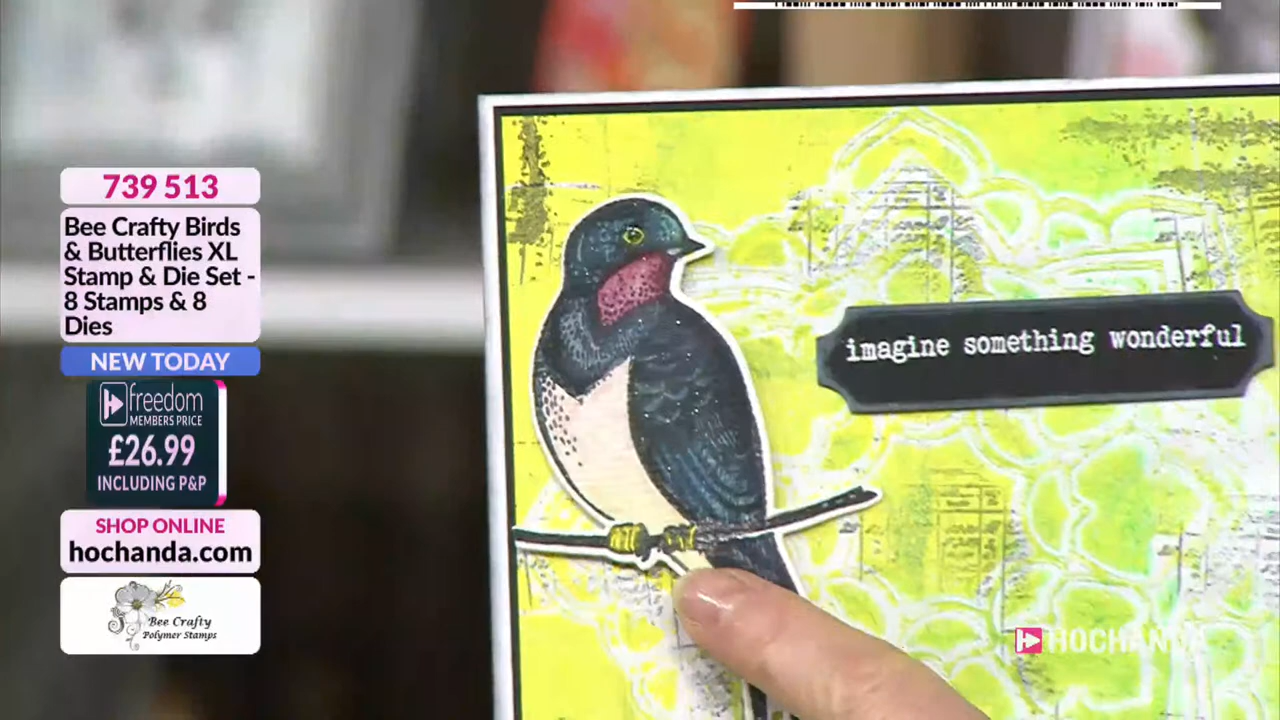 739 513
Bee Crafty Birds
& Butterflies XL
Stamp & Die Set -
8 Stamps & 8
Dies
NEW TODAY
freedom
MEMBERS PRICE
£26.99
INCLUDING P&P
SHOP ONLINE
hochanda.com
Bee Crafty
Polymer Stamps
imagine something wonderful
HOCHANDA